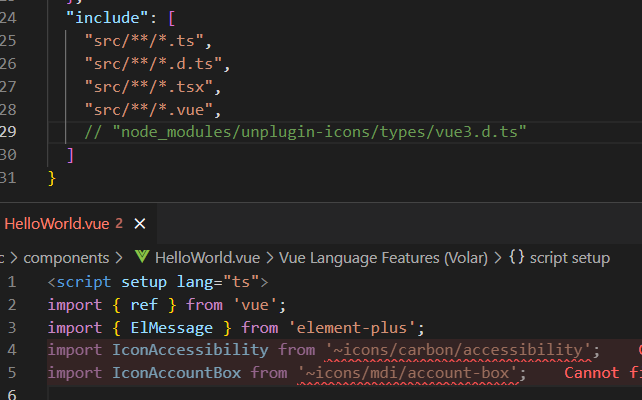 24 "include": [
25 "src/**/*.ts",
26 "src/**/*.d.ts",
27 "src/**/*.tsx",
28 "src/**/*.vue",
29 // "node_modules/unplugin-icons/types/vue3.d.ts"
30 ]
31 }
HelloWorld.vue 2 ×
c > components > HelloWorld.vue > Vue Language Features (Volar) > {} script setup
1 <script setup lang="ts">
2 import { ref } from 'vue';
3 import { ElMessage } from 'element-plus';
4 import IconAccessibility from '~icons/carbon/accessibility';
5 import IconAccountBox from '~icons/mdi/account-box'; Cannot fi
6